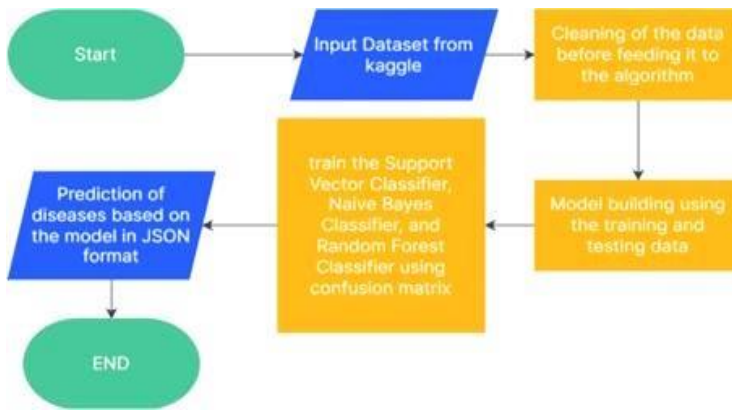 Start
Input Dataset from
kaggle
Cleaning of the data
before feeding it to
the algorithm
Model building using
the training and
testing data
train the Support
Vector Classifier,
Naive Bayes
Classifier, and
Random Forest
Classifier using
confusion matrix
Prediction of
diseases based on
the model in JSON
format
END